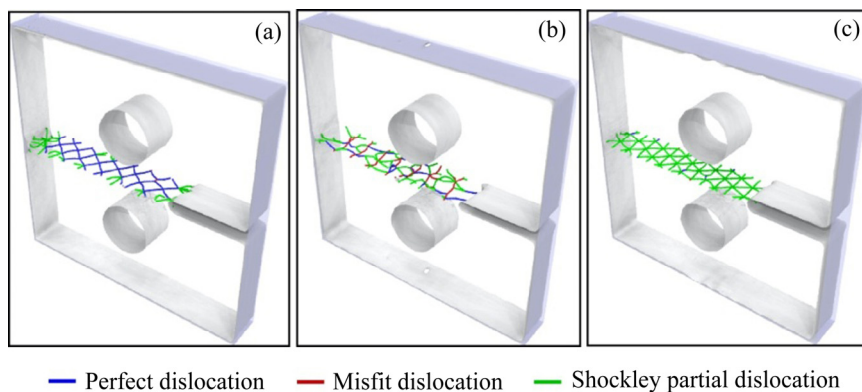 (a)
(b)
(c)
Perfect dislocation
Misfit dislocation
Shockley partial dislocation